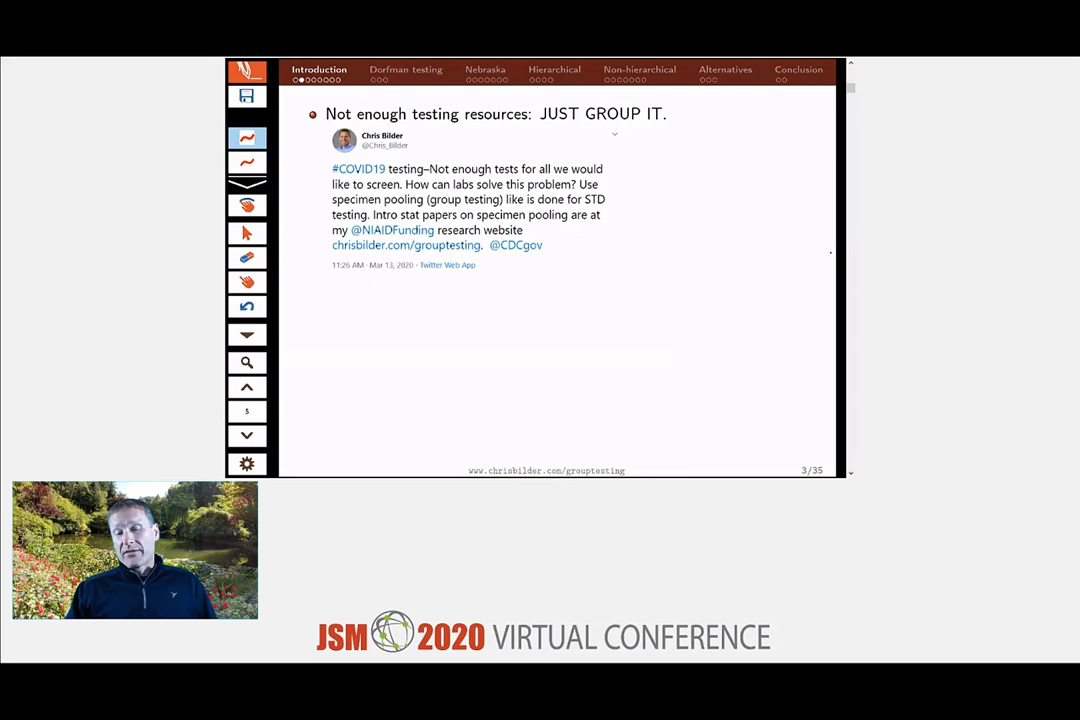 Introduction Dorfman testing Nebraska Hierarchical Non-hierarchical Alternatives Conclusion
Not enough testing resources: JUST GROUP IT.
Chris Bilder
@Chris_Bilder
#COVID19 testing–Not enough tests for all we would
like to screen. How can labs solve this problem? Use
specimen pooling (group testing) like is done for STD
testing. Intro stat papers on specimen pooling are at
my @NIAIDFunding research website
chrisbilder.com/grouptesting. @CDCgov
11:26 AM · Mar 13, 2020 · Twitter Web App
5
www.chrisbilder.com/grouptesting 3/35
JSM 2020 VIRTUAL CONFERENCE